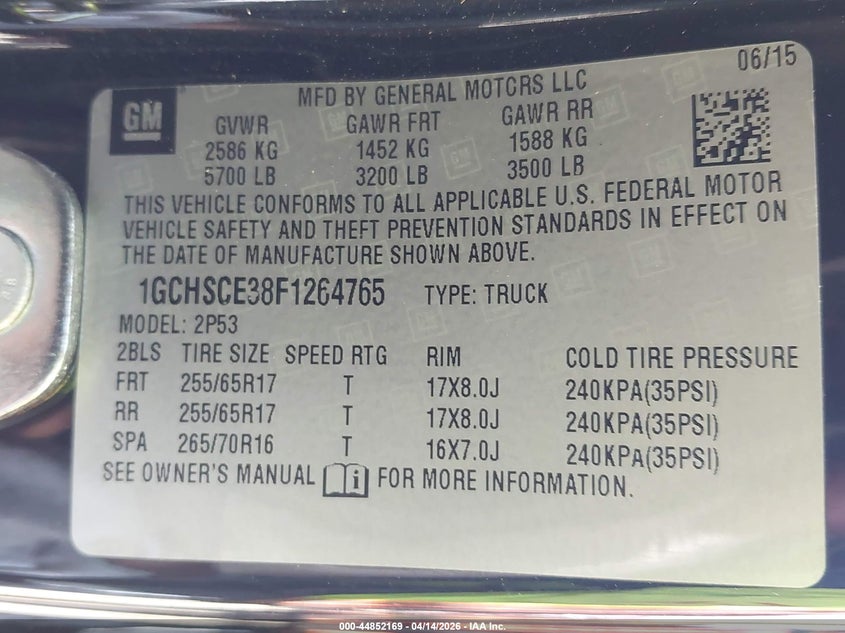 06/15
MFD BY GENERAL MOTORS LLC
GM
GVWR GAWR FRT GAWR RR
2586 KG 1452 KG 1588 KG
5700 LB 3200 LB 3500 LB
THIS VEHICLE CONFORMS TO ALL APPLICABLE U.S. FEDERAL MOTOR
VEHICLE SAFETY AND THEFT PREVENTION STANDARDS IN EFFECT ON
THE DATE OF MANUFACTURE SHOWN ABOVE.
1GCHSCE38F1264765 TYPE: TRUCK
MODEL: 2P53
2BLS TIRE SIZE SPEED RTG RIM COLD TIRE PRESSURE
FRT 255/65R17 T 17X8.0J 240KPA(35PSI)
RR 255/65R17 T 17X8.0J 240KPA(35PSI)
SPA 265/70R16 T 16X7.0J 240KPA(35PSI)
SEE OWNER'S MANUAL i FOR MORE INFORMATION.
000-44852169 - 04/14/2026 - IAA Inc.